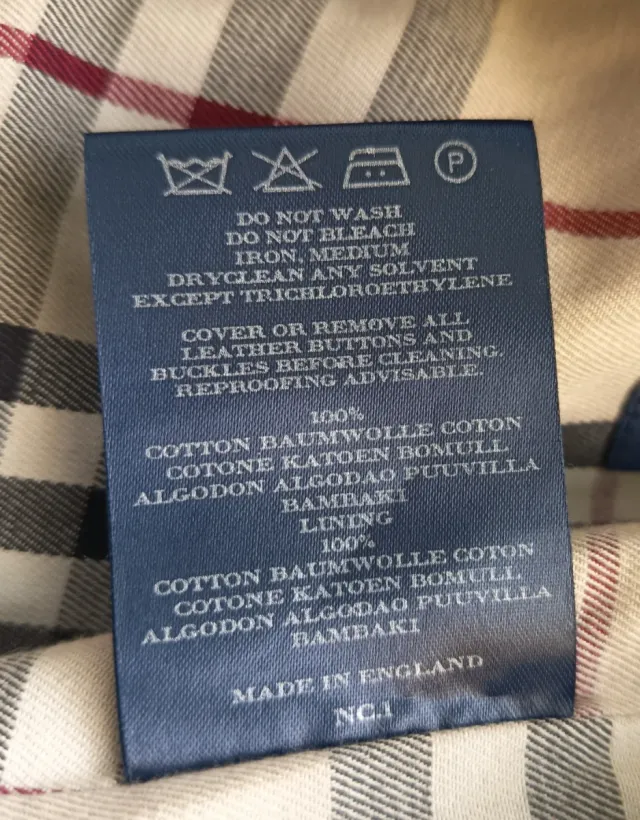 P
DO NOT WASH
DO NOT BLEACH
IRON, MEDIUM
DRYCLEAN ANY SOLVENT
EXCEPT TRICHLOROETHYLENE
COVER OR REMOVE ALL
LEATHER BUTTONS AND
BUCKLES BEFORE CLEANING.
REPROOFING ADVISABLE.
100%
COTTON BAUMWOLLE COTON
COTONE KATOEN BOMULL
ALGODON ALGODAO PUUVILLA
BAMBAKI
LINING
100%
COTTON BAUMWOLLE COTON
COTONE KATOEN BOMULL
ALGODON ALGODAO PUUVILLA
BAMBAKI
MADE IN ENGLAND
NC.1